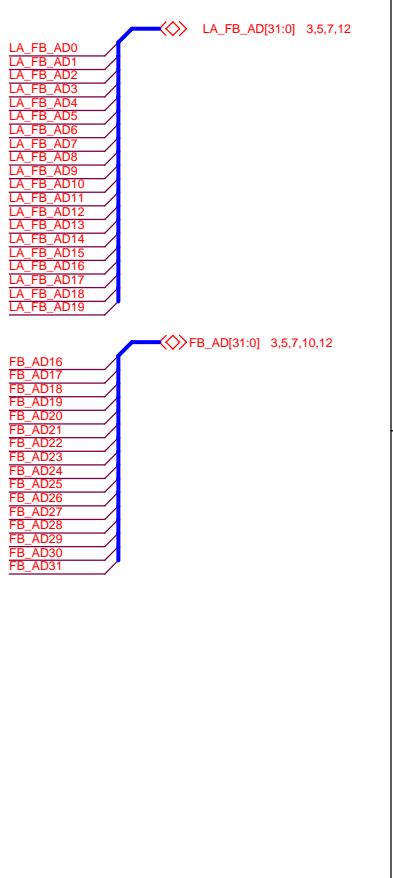 LA_FB_AD[31:0] 3,5,7,12
LA_FB_AD0
LA_FB_AD1
LA_FB_AD2
LA_FB_AD3
LA_FB_AD4
LA_FB_AD5
LA_FB_AD6
LA_FB_AD7
LA_FB_AD8
LA_FB_AD9
LA_FB_AD10
LA_FB_AD11
LA_FB_AD12
LA_FB_AD13
LA_FB_AD14
LA_FB_AD15
LA_FB_AD16
LA_FB_AD17
LA_FB_AD18
LA_FB_AD19
FB_AD[31:0] 3,5,7,10,12
FB_AD16
FB_AD17
FB_AD18
FB_AD19
FB_AD20
FB_AD21
FB_AD22
FB_AD23
FB_AD24
FB_AD25
FB_AD26
FB_AD27
FB_AD28
FB_AD29
FB_AD30
FB_AD31